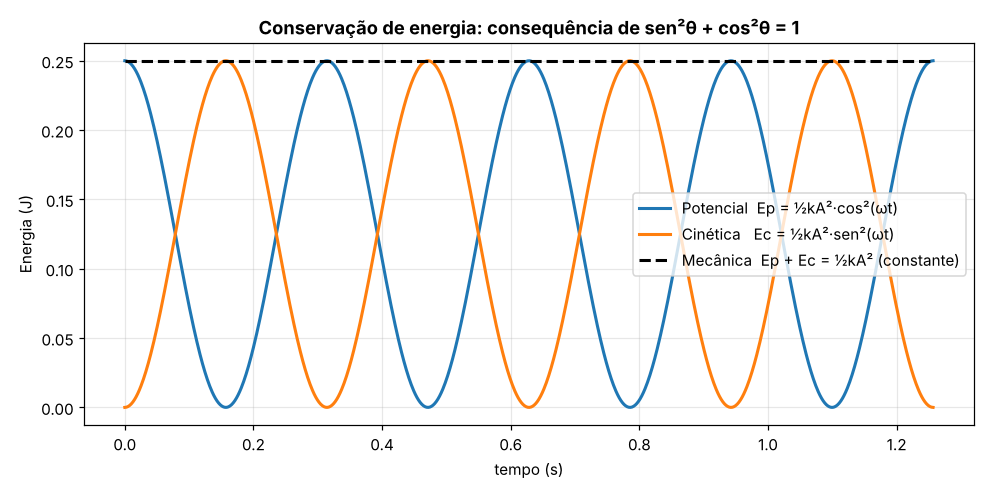 Conservação de energia: consequência de sen²θ + cos²θ = 1
Energia (J)
0.25
0.20
0.15
0.10
0.05
0.00
Potencial Ep = ½kA²·cos²(ωt)
Cinética Ec = ½kA²·sen²(ωt)
Mecânica Ep + Ec = ½kA² (constante)
0.0 0.2 0.4 0.6 0.8 1.0 1.2
tempo (s)